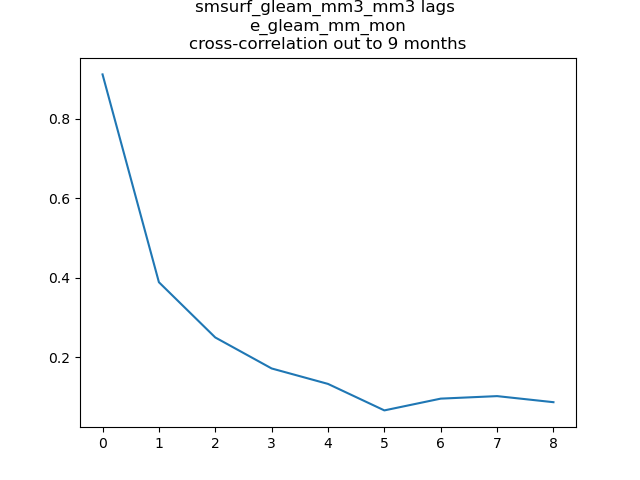 smsurf_gleam_mm3_mm3 lags
e_gleam_mm_mon
cross-correlation out to 9 months
0.8
0.6
0.4
0.2
0 1 2 3 4 5 6 7 8